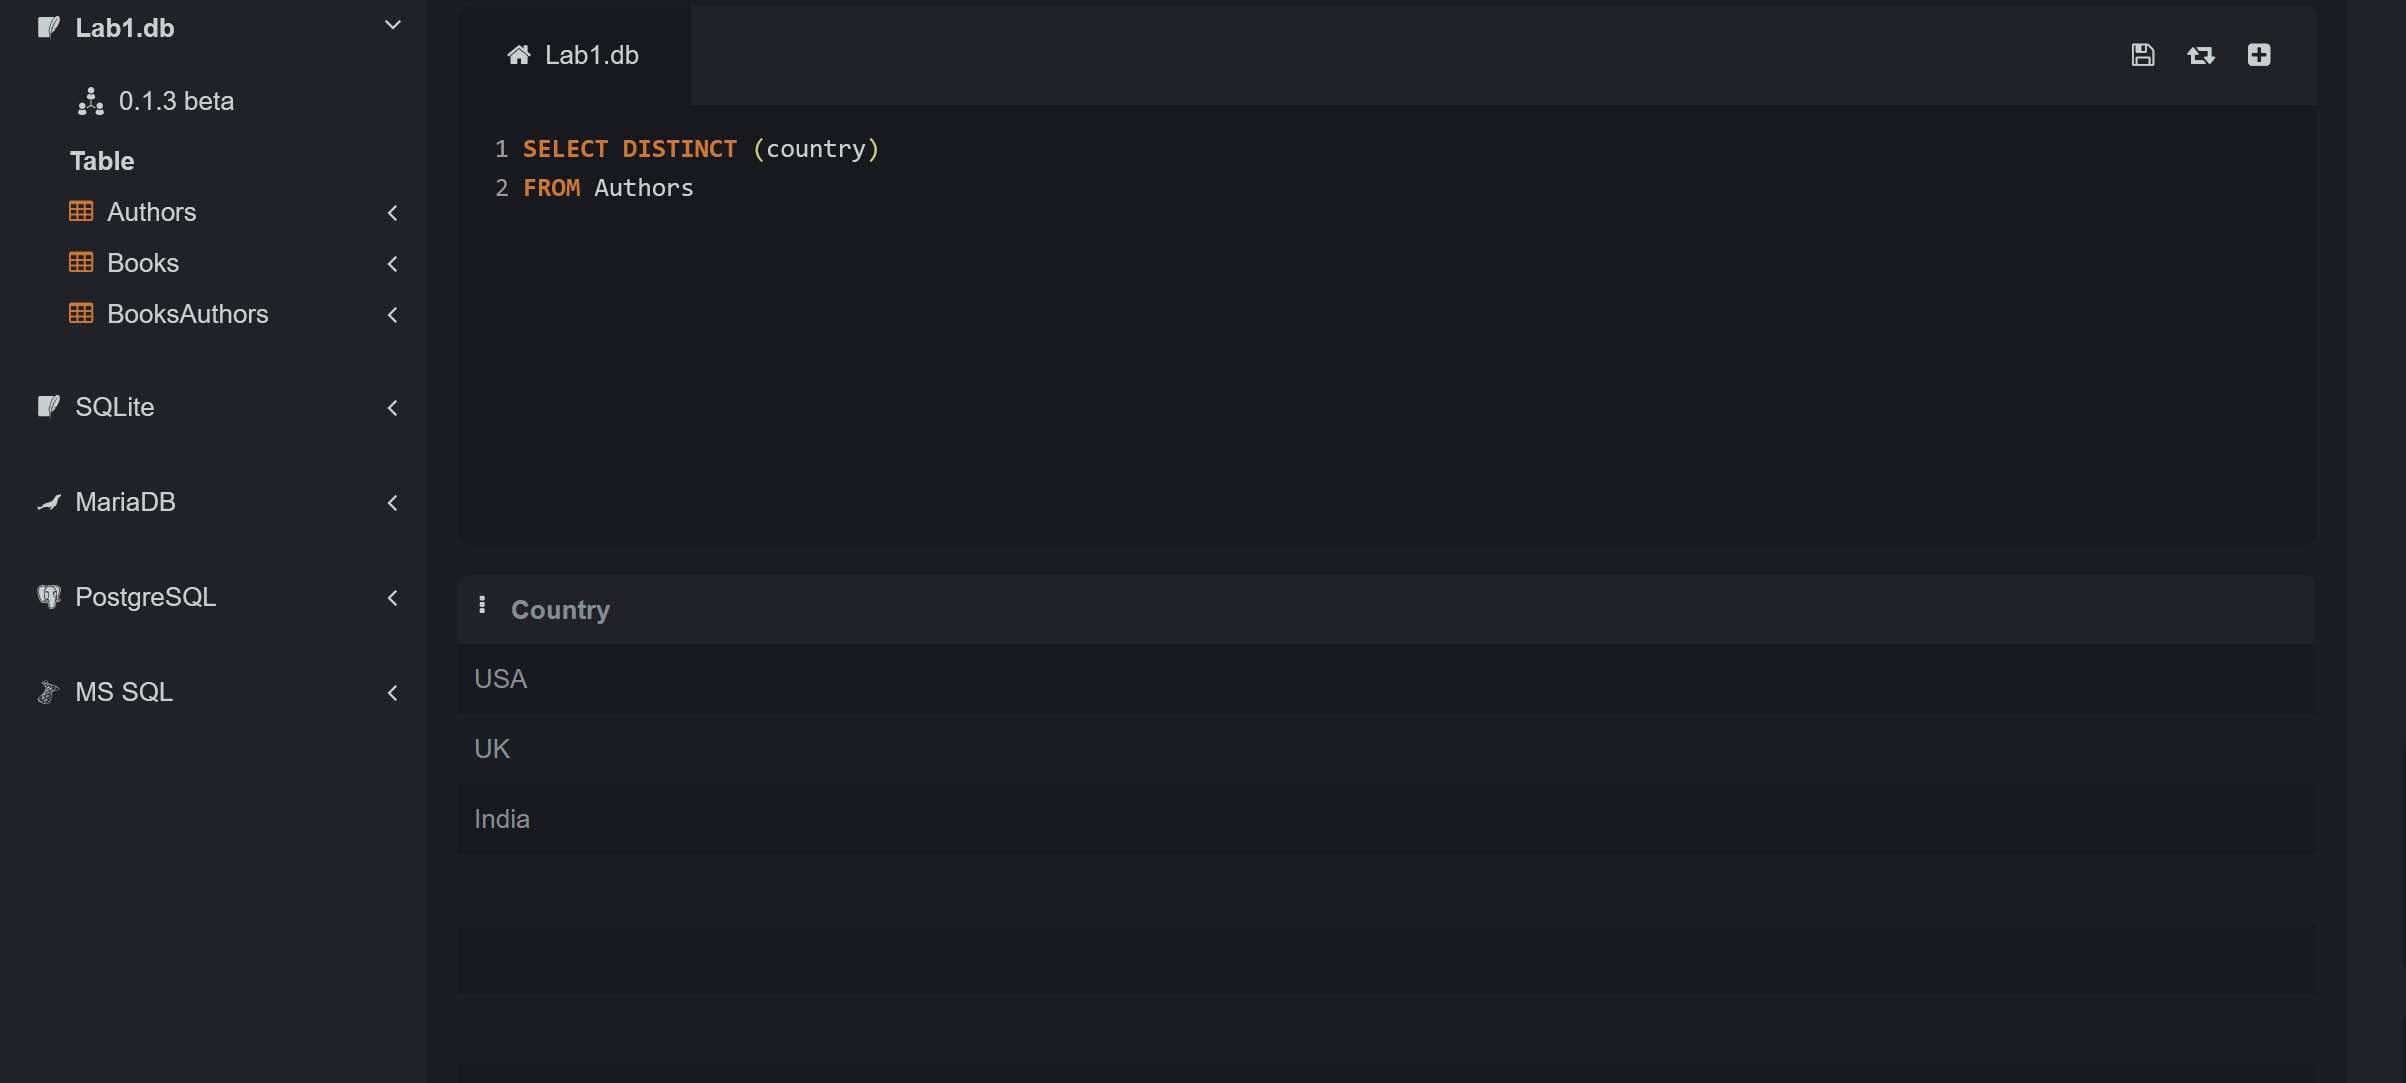 Lab1.db
0.1.3 beta
Table
Authors
Books
BooksAuthors
SQLite
MariaDB
PostgreSQL
MS SQL
Lab1.db
1 SELECT DISTINCT (country)
2 FROM Authors
Country
USA
UK
India